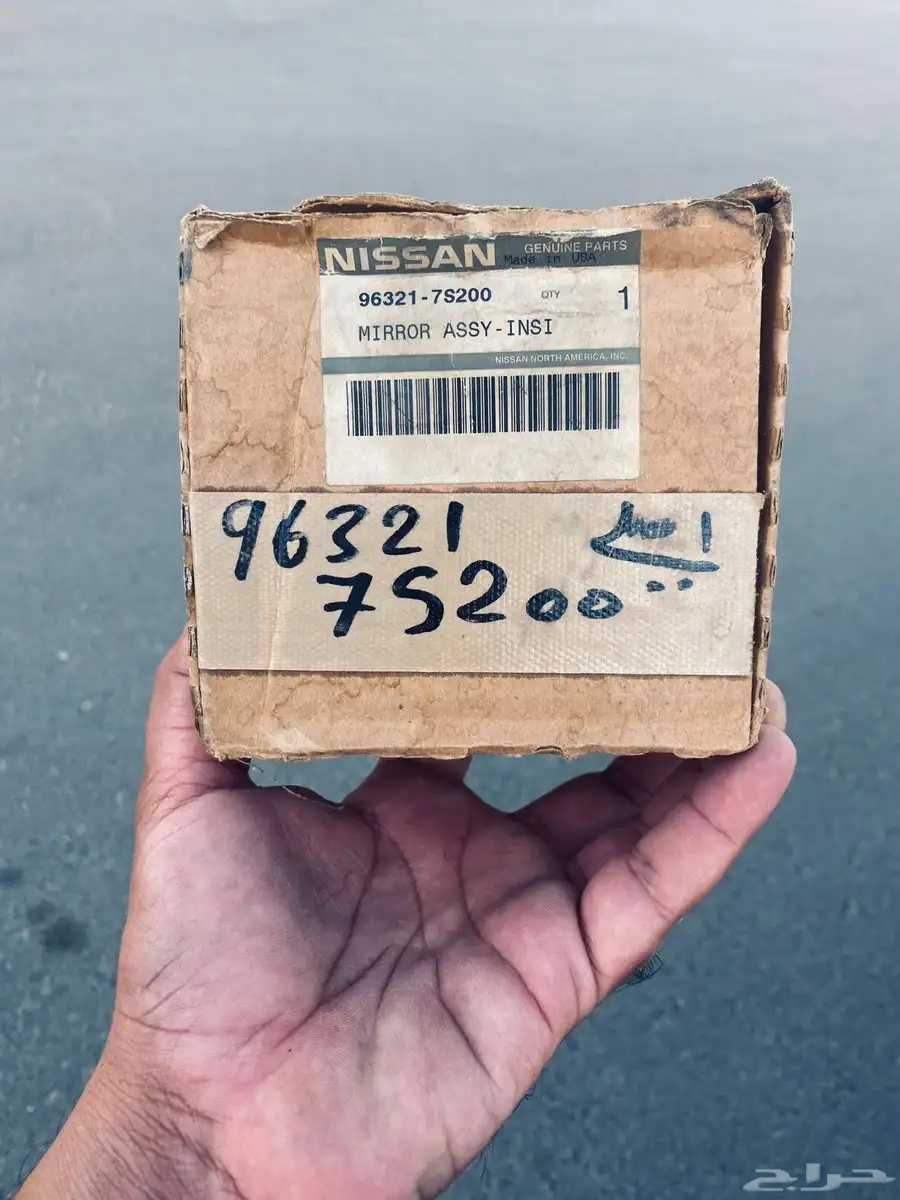 NISSAN GENUINE PARTS
Made in USA
96321-7S200 QTY 1
MIRROR ASSY-INSI
NISSAN NORTH AMERICA, INC.
96321
7S200
حراج